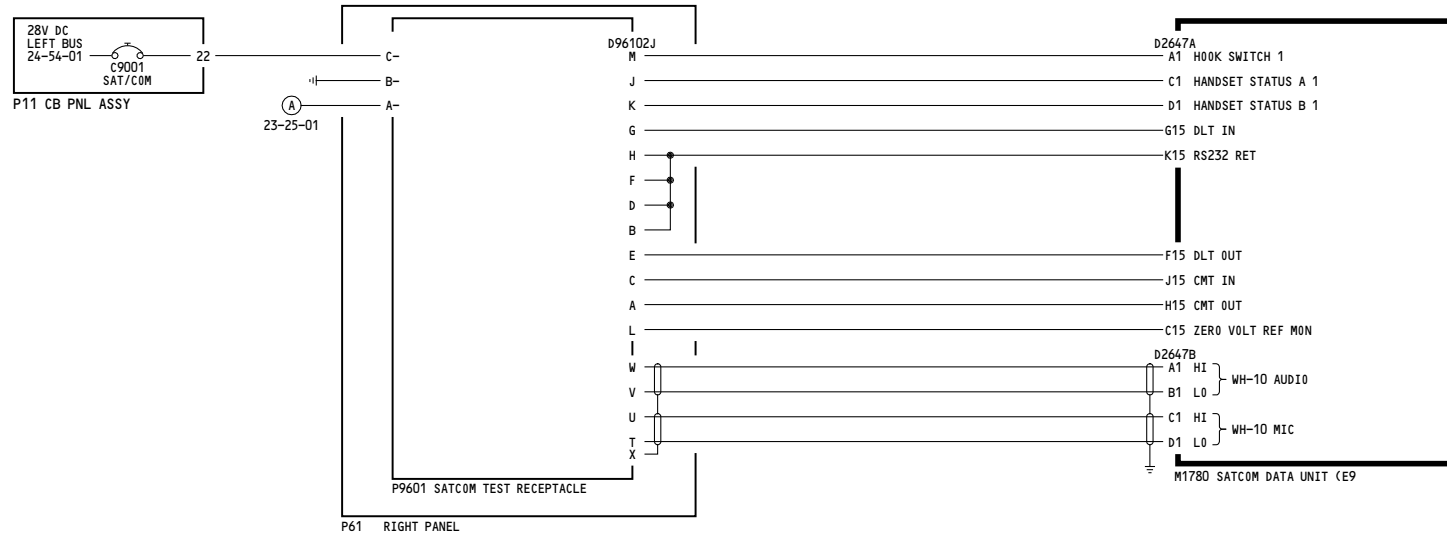 28V DC
LEFT BUS
24-54-01
C9001
SAT/COM
22
P11 CB PNL ASSY
C-
B-
A-
A
23-25-01
D96102J
M
J
K
G
H
F
D
B
E
C
A
L
W
V
U
T
X
D2647A
A1 HOOK SWITCH 1
C1 HANDSET STATUS A 1
D1 HANDSET STATUS B 1
G15 DLT IN
K15 RS232 RET
F15 DLT OUT
J15 CMT IN
H15 CMT OUT
C15 ZERO VOLT REF MON
D2647B
A1 HI
B1 LO
WH-10 AUDIO
C1 HI
D1 LO
WH-10 MIC
M1780 SATCOM DATA UNIT (E9
P9601 SATCOM TEST RECEPTACLE
P61 RIGHT PANEL